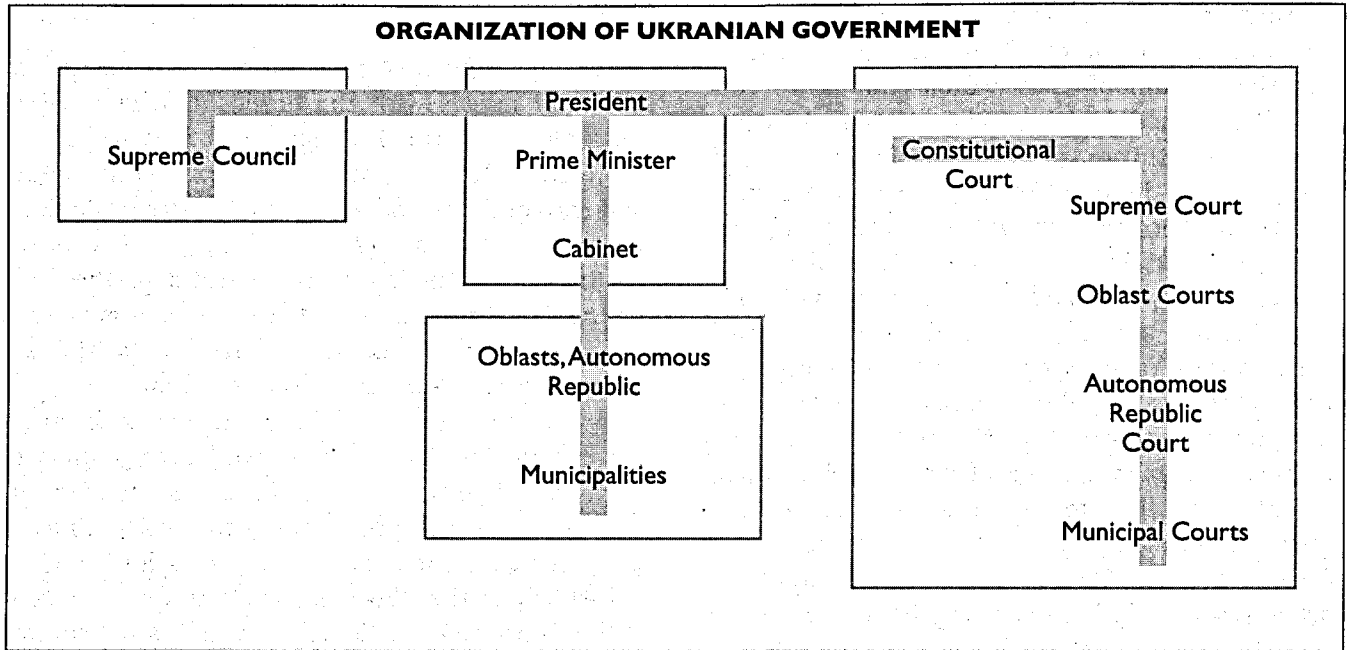 ORGANIZATION OF UKRANIAN GOVERNMENT
Supreme Council
President
Prime Minister
Cabinet
Oblasts, Autonomous
Republic
Municipalities
Constitutional
Court
Supreme Court
Oblast Courts
Autonomous
Republic
Court
Municipal Courts